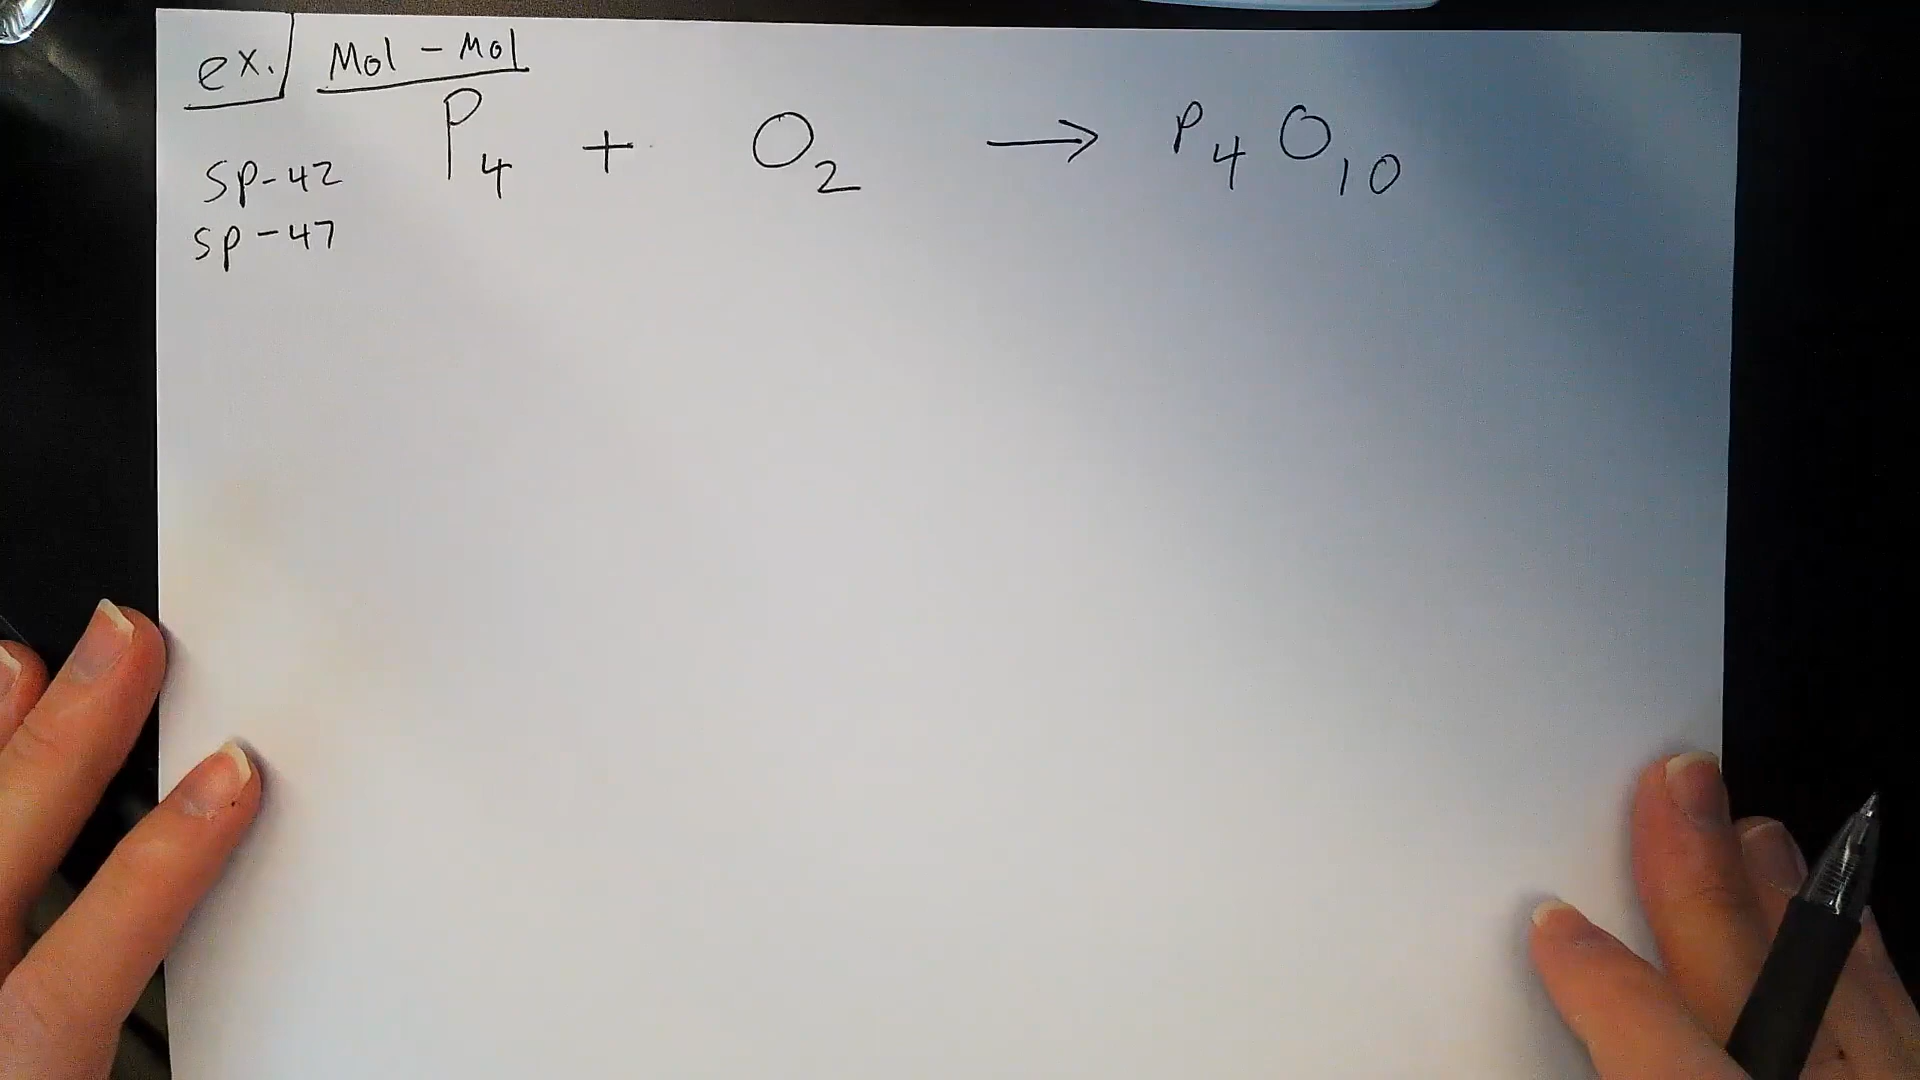 ex. Mol - Mol
P₄ + O₂ → P₄O₁₀
Sp-42
Sp-47